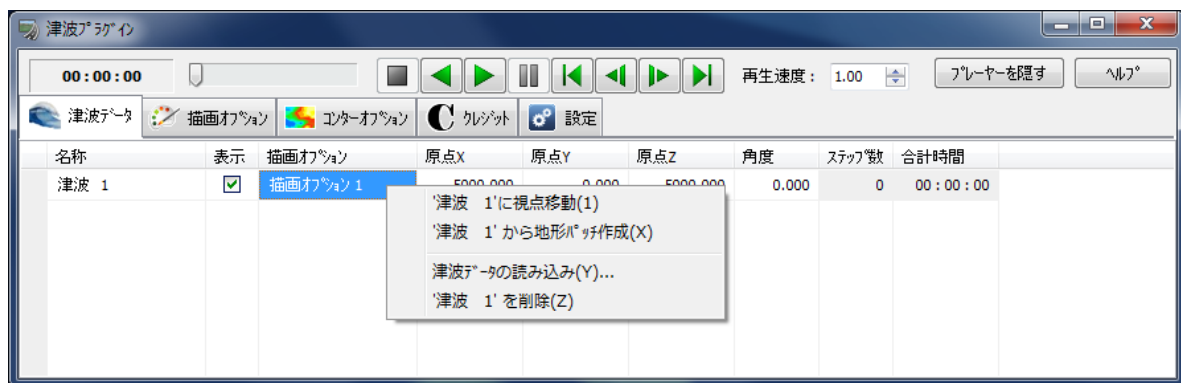 津波ﾌﾟﾗｸﾞｲﾝ
00:00:00 再生速度: 1.00 ﾌﾟﾚｰﾔｰを隠す ﾍﾙﾌﾟ
津波ﾃﾞｰﾀ 描画ｵﾌﾟｼｮﾝ ｺﾝﾀｰｵﾌﾟｼｮﾝ C ｸﾚｼﾞｯﾄ 設定
名称 表示 描画ｵﾌﾟｼｮﾝ 原点X 原点Y 原点Z 角度 ｽﾃｯﾌﾟ数 合計時間
津波 1 描画ｵﾌﾟｼｮﾝ 1 5000.000 0.000 5000.000 0.000 0 00:00:00
'津波 1'に視点移動(1)
'津波 1' から地形ﾊﾟｯﾁ作成(X)
津波ﾃﾞｰﾀの読み込み(Y)...
'津波 1' を削除(Z)